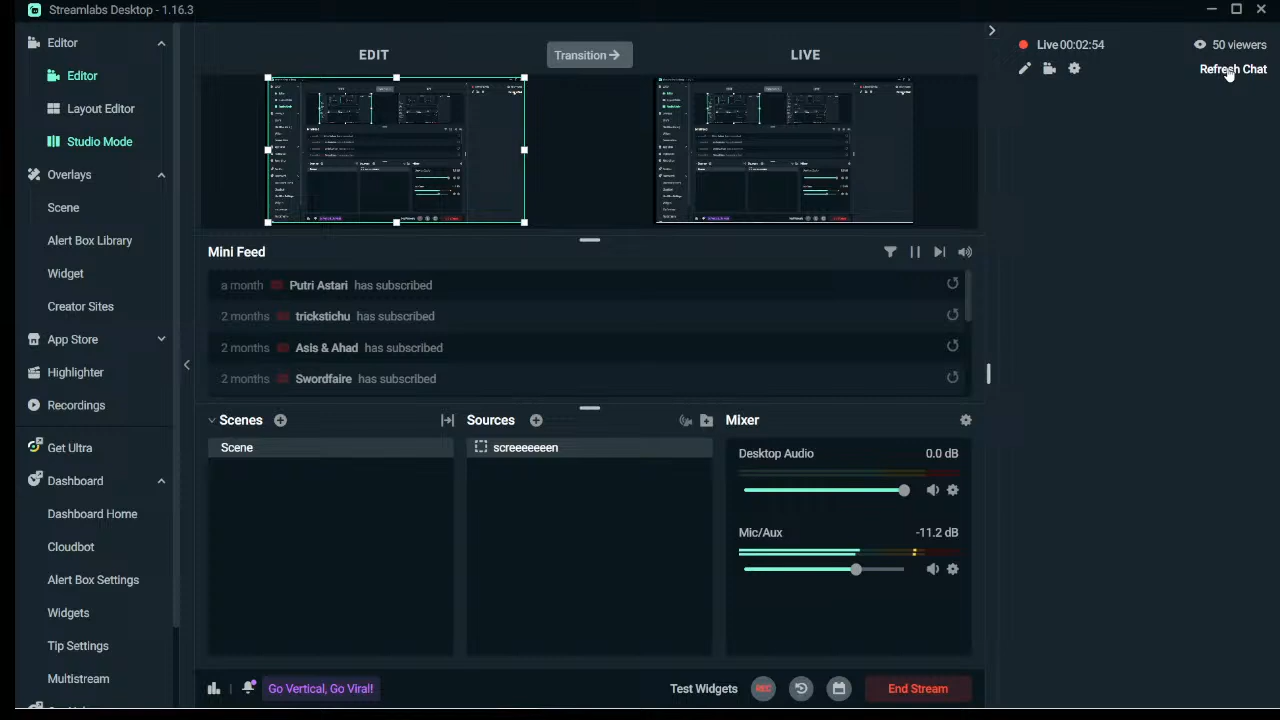 Streamlabs Desktop - 1.16.3
Editor
Editor
Layout Editor
Studio Mode
Overlays
Scene
Alert Box Library
Widget
Creator Sites
App Store
Highlighter
Recordings
Get Ultra
Dashboard
Dashboard Home
Cloudbot
Alert Box Settings
Widgets
Tip Settings
Multistream
EDIT
Transition
LIVE
Mini Feed
a month Putri Astari has subscribed
2 months trickstichu has subscribed
2 months Asis & Ahad has subscribed
2 months Swordfaire has subscribed
Scenes
Scene
Sources
screeeeeeen
Mixer
Desktop Audio 0.0 dB
Mic/Aux -11.2 dB
Go Vertical, Go Viral!
Test Widgets
REC
End Stream
Live 00:02:54
50 viewers
Refresh Chat